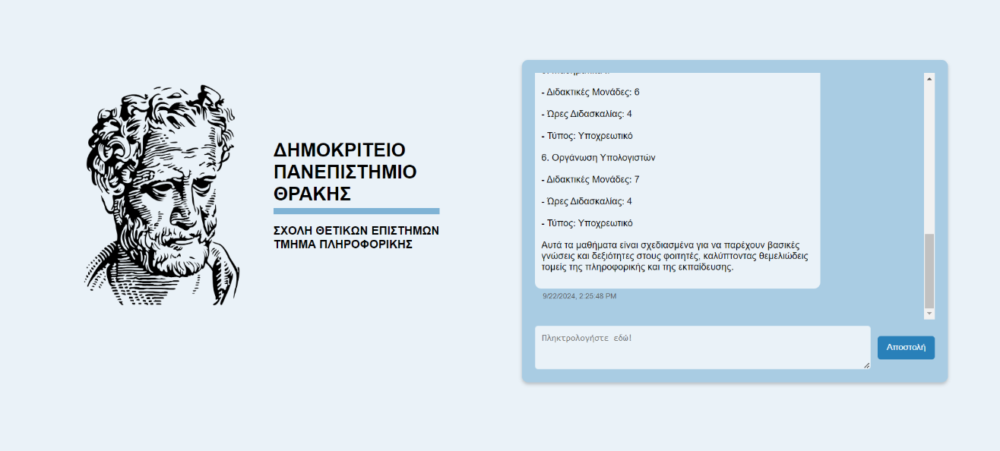 ΔΗΜΟΚΡΙΤΕΙΟ
ΠΑΝΕΠΙΣΤΗΜΙΟ
ΘΡΑΚΗΣ
ΣΧΟΛΗ ΘΕΤΙΚΩΝ ΕΠΙΣΤΗΜΩΝ
ΤΜΗΜΑ ΠΛΗΡΟΦΟΡΙΚΗΣ
- Διδακτικές Μονάδες: 6
- Ώρες Διδασκαλίας: 4
- Τύπος: Υποχρεωτικό
6. Οργάνωση Υπολογιστών
- Διδακτικές Μονάδες: 7
- Ώρες Διδασκαλίας: 4
- Τύπος: Υποχρεωτικό
Αυτά τα μαθήματα είναι σχεδιασμένα για να παρέχουν βασικές
γνώσεις και δεξιότητες στους φοιτητές, καλύπτοντας θεμελιώδεις
τομείς της πληροφορικής και της εκπαίδευσης.
9/22/2024, 2:25:48 PM
Πληκτρολογήστε εδώ!
Αποστολή